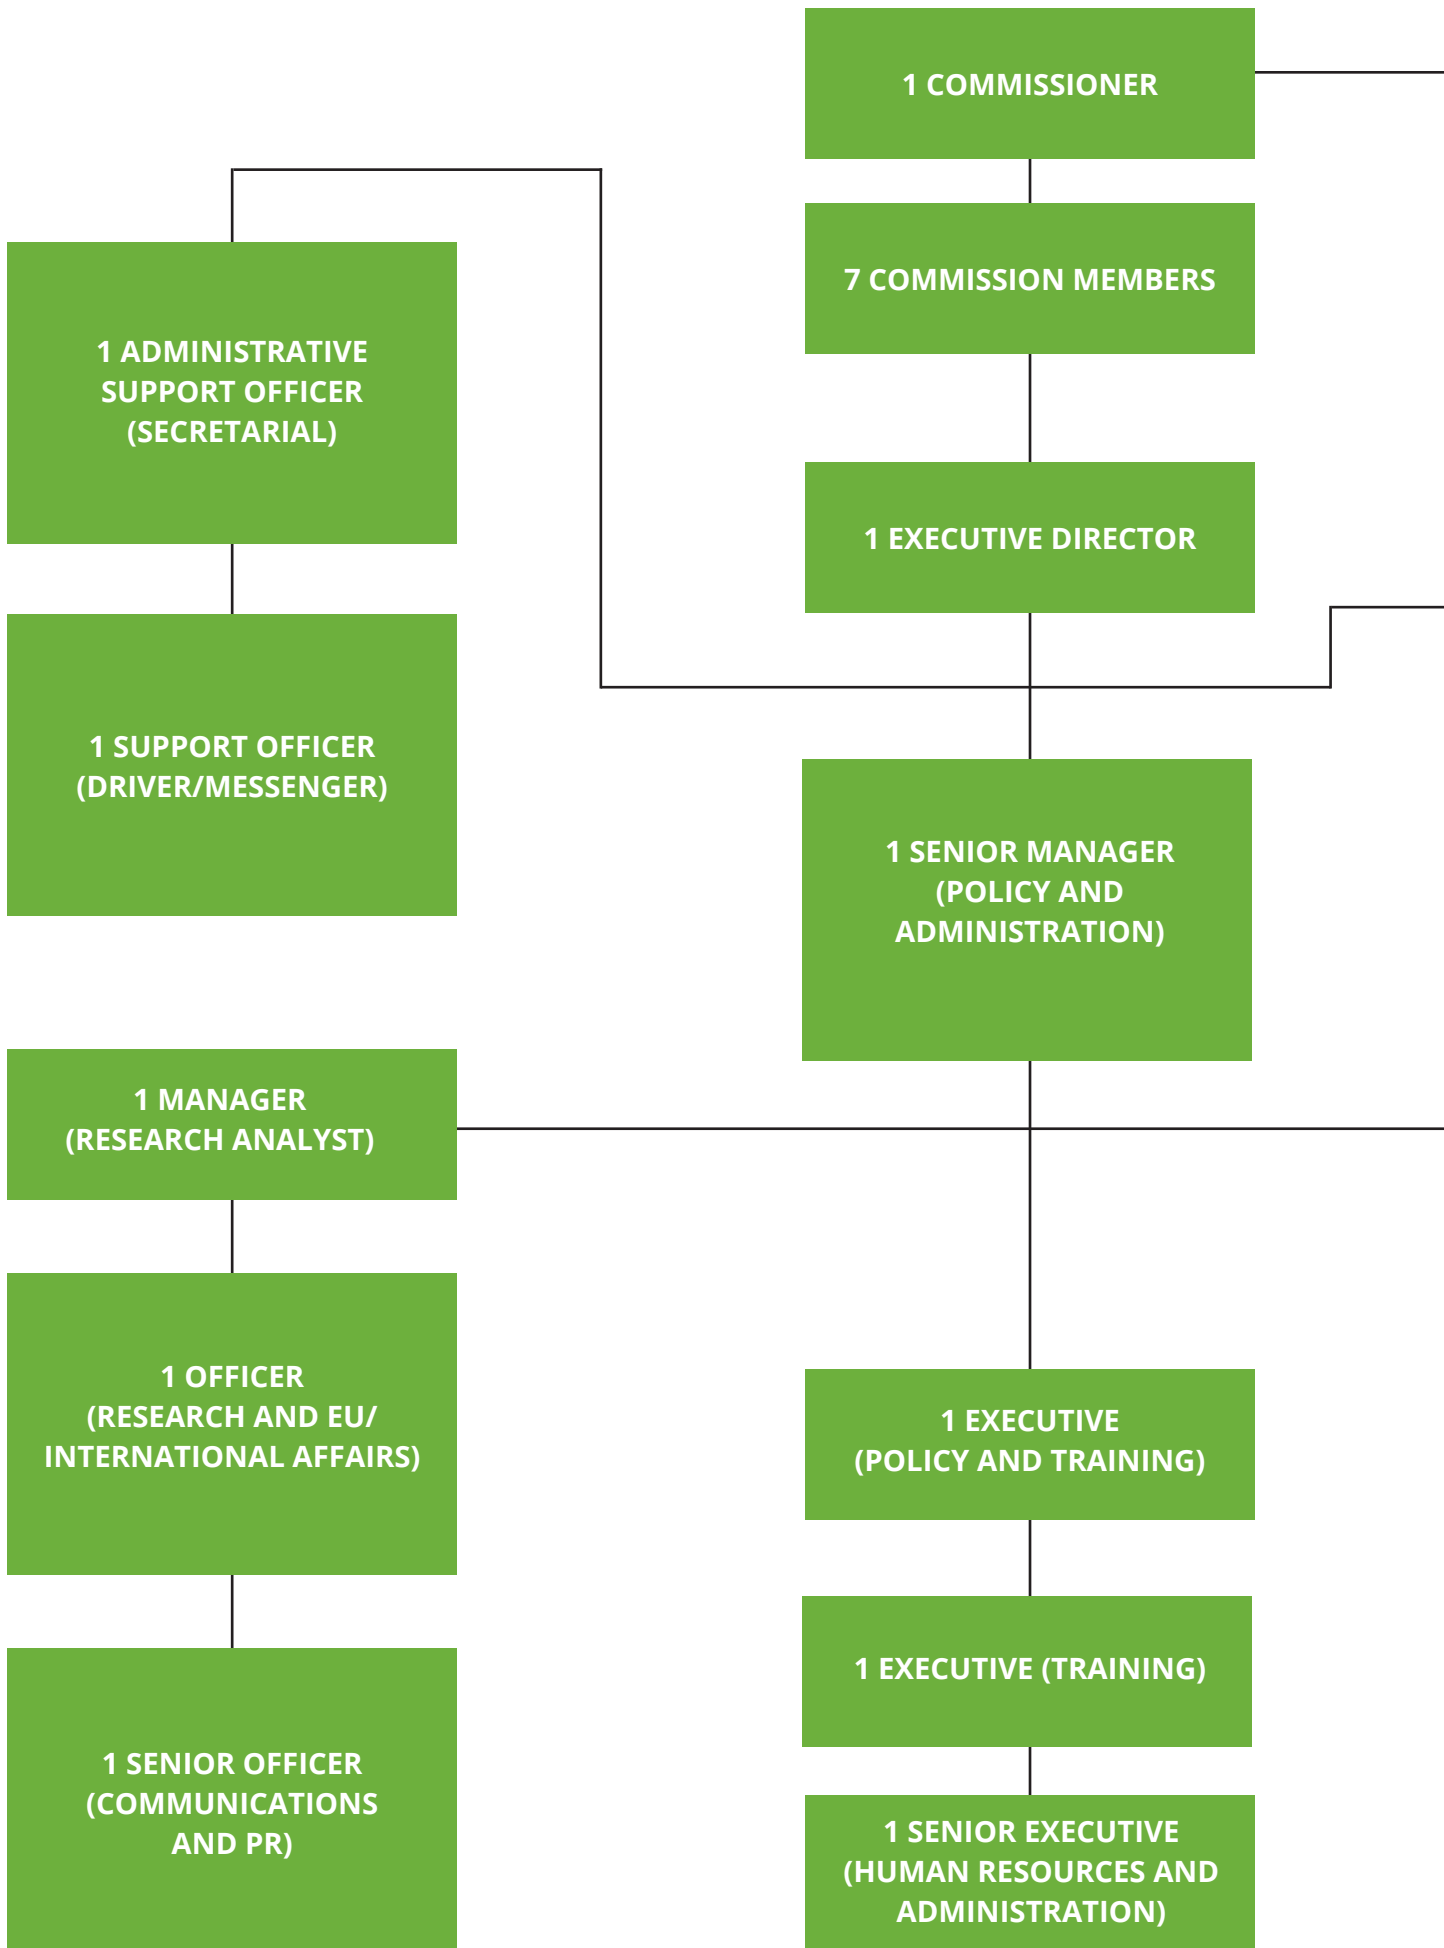 1 COMMISSIONER
7 COMMISSION MEMBERS
1 ADMINISTRATIVE
SUPPORT OFFICER
(SECRETARIAL)
1 EXECUTIVE DIRECTOR
1 SUPPORT OFFICER
(DRIVER/MESSENGER)
1 SENIOR MANAGER
(POLICY AND
ADMINISTRATION)
1 MANAGER
(RESEARCH ANALYST)
1 OFFICER
(RESEARCH AND EU/
INTERNATIONAL AFFAIRS)
1 EXECUTIVE
(POLICY AND TRAINING)
1 EXECUTIVE (TRAINING)
1 SENIOR OFFICER
(COMMUNICATIONS
AND PR)
1 SENIOR EXECUTIVE
(HUMAN RESOURCES AND
ADMINISTRATION)